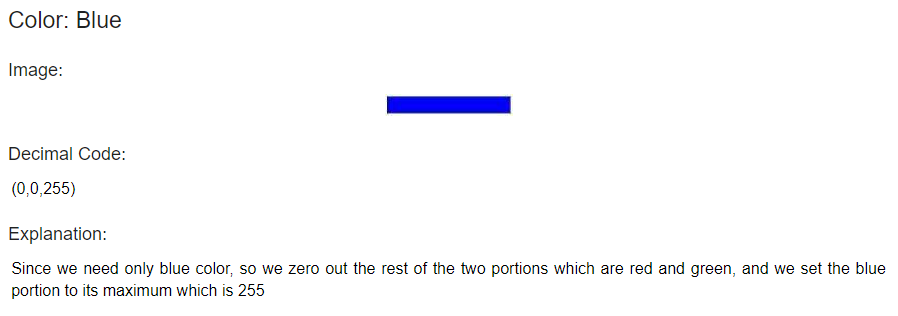 Color: Blue
Image:
Decimal Code:
(0,0,255)
Explanation:
Since we need only blue color, so we zero out the rest of the two portions which are red and green, and we set the blue
portion to its maximum which is 255